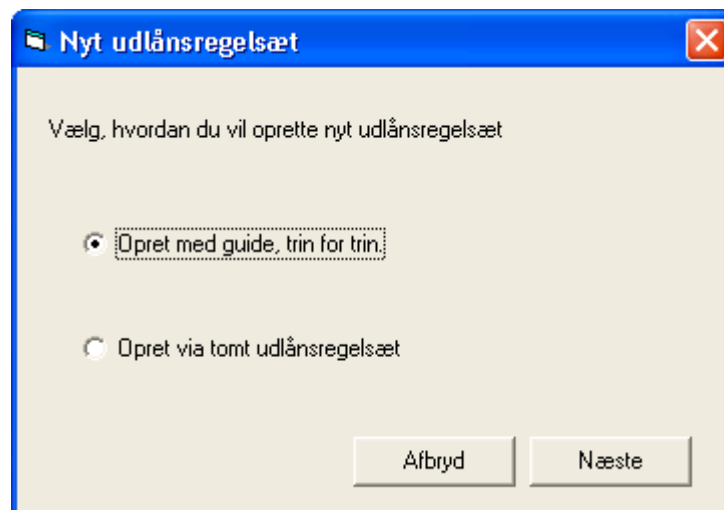 Nyt udlånsregelsæt
Vælg, hvordan du vil oprette nyt udlånsregelsæt
Opret med guide, trin for trin.
Opret via tomt udlånsregelsæt
Afbryd
Næste